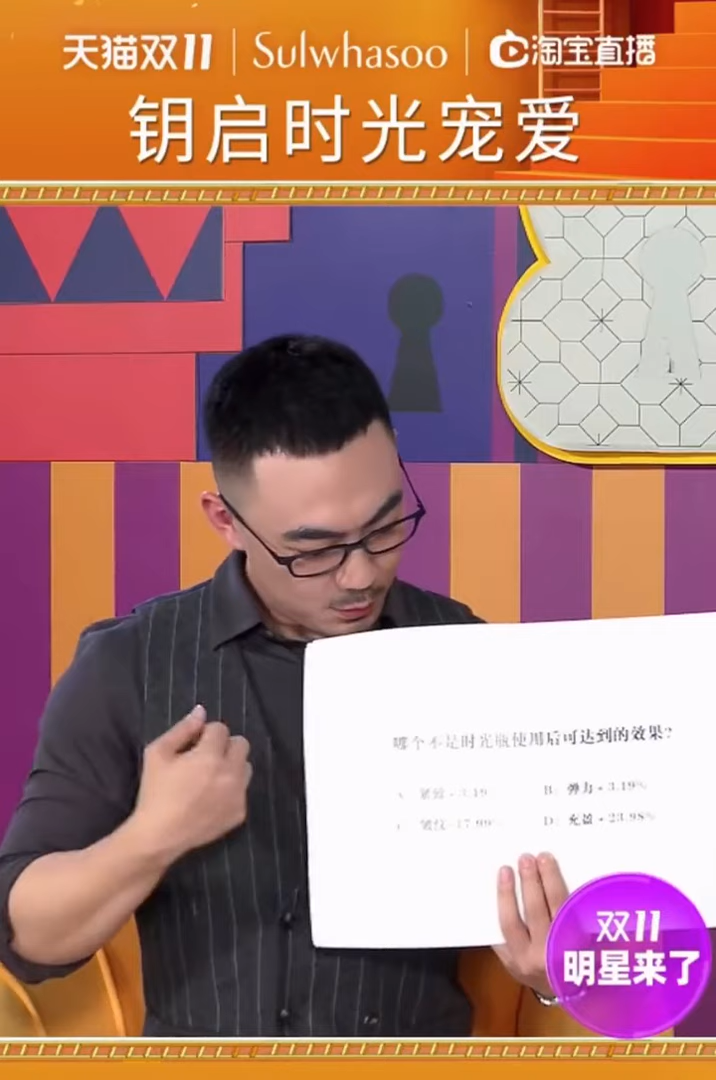 天猫双11 Sulwhasoo 淘宝直播
钥启时光宠爱
哪个不是时光瓶使用后可达到的效果?
B: 弹力+3.19%
D: 充盈+23.98%
双11
明星来了